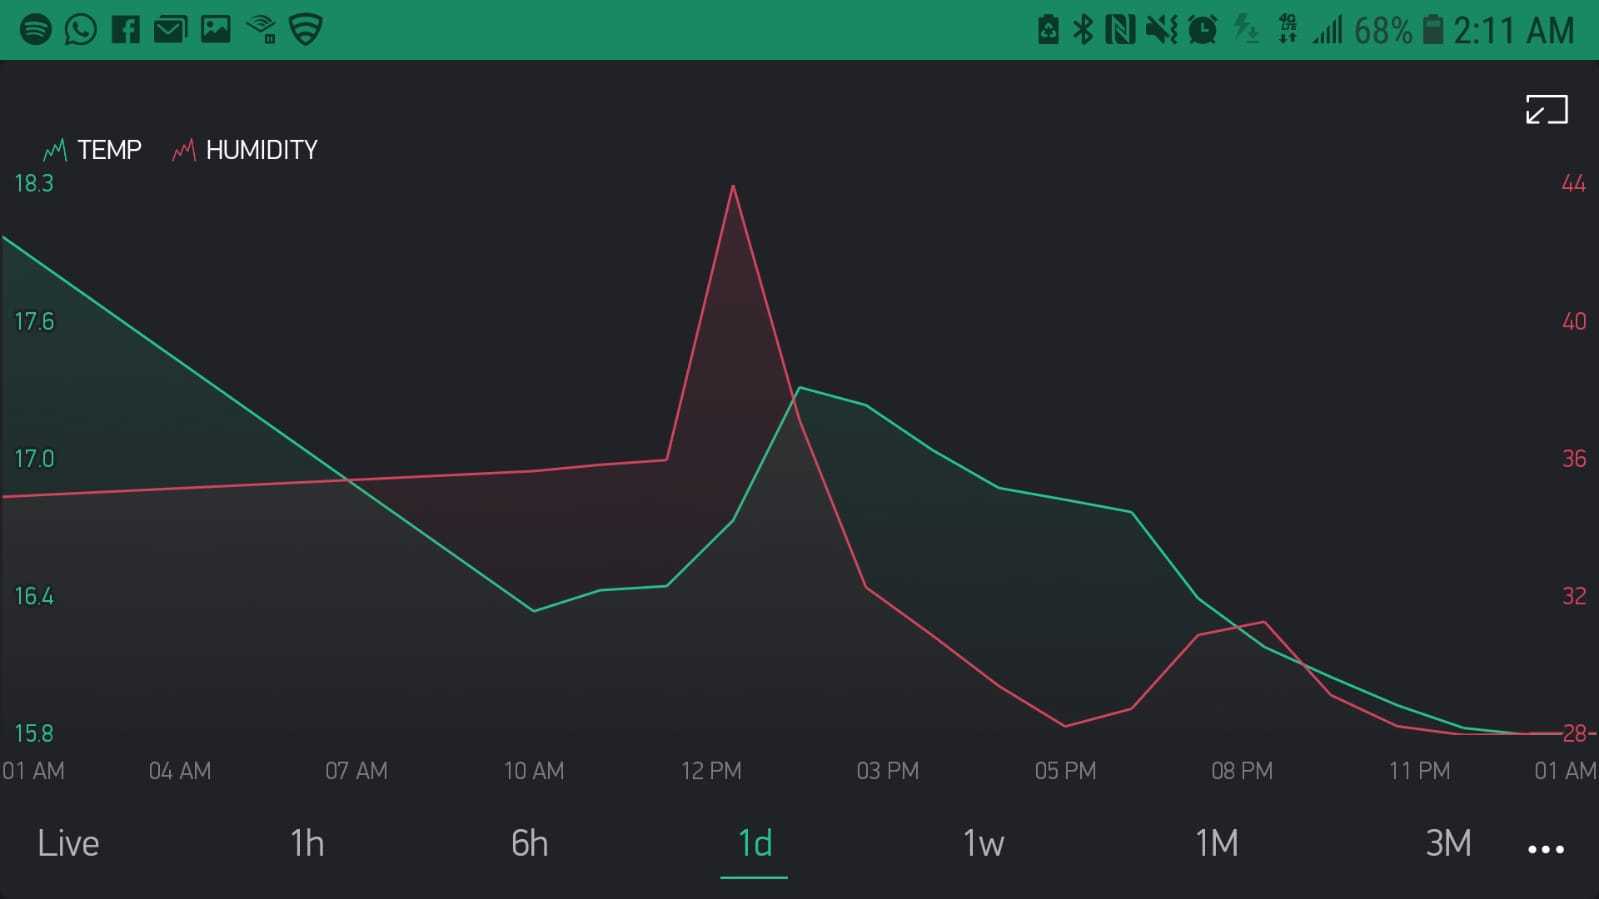 68% 2:11 AM
TEMP HUMIDITY
18.3 44
17.6 40
17.0 36
16.4 32
15.8 28
01 AM 04 AM 07 AM 10 AM 12 PM 03 PM 05 PM 08 PM 11 PM 01 AM
Live 1h 6h 1d 1w 1M 3M